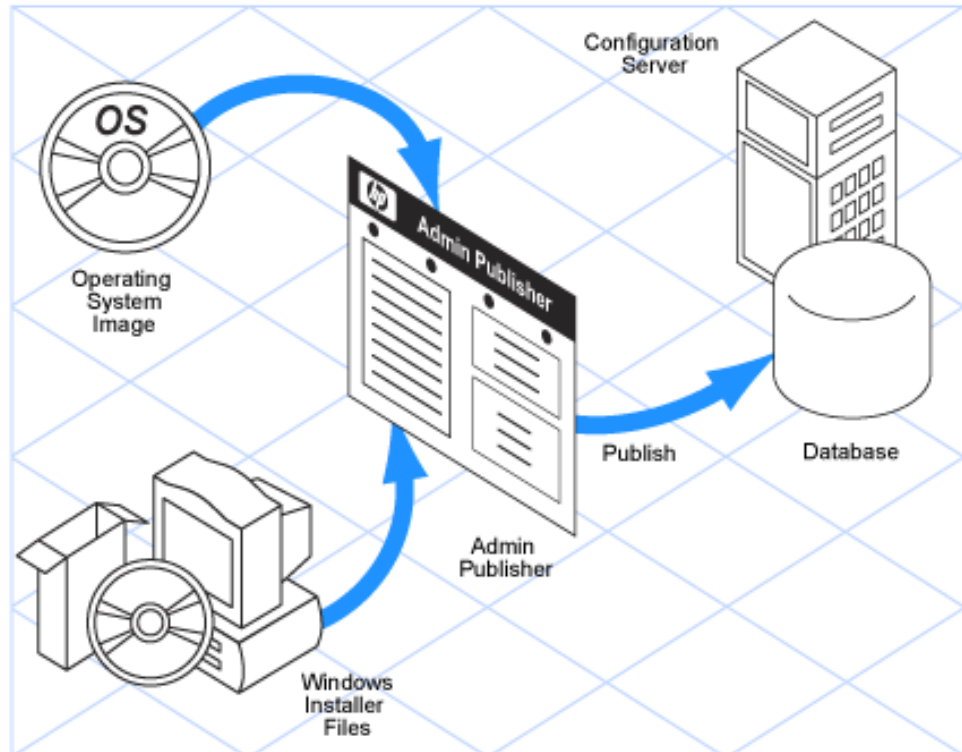 Configuration
Server
OS
hp
Admin Publisher
Operating
System
Image
Publish
Database
Admin
Publisher
Windows
Installer
Files